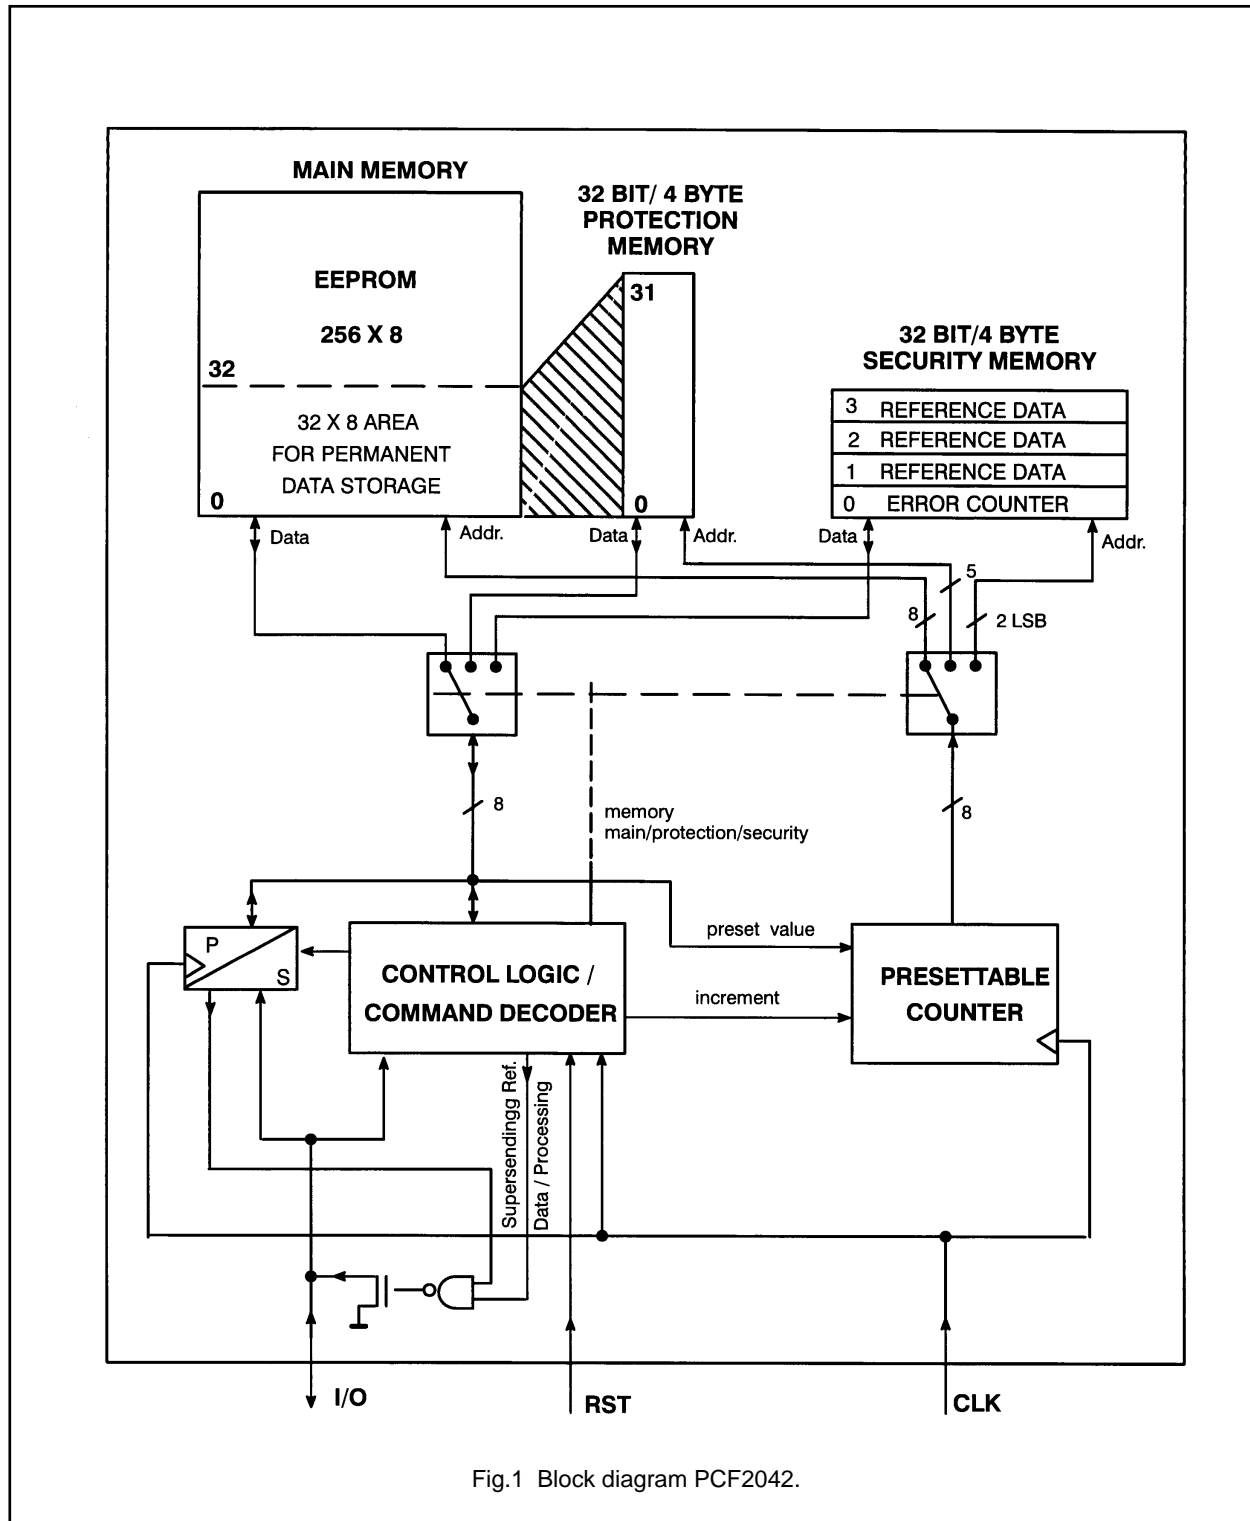 MAIN MEMORY
32 BIT/ 4 BYTE
PROTECTION
MEMORY
EEPROM
256 X 8
31
32
32 BIT/4 BYTE
SECURITY MEMORY
32 X 8 AREA
FOR PERMANENT
DATA STORAGE
0
0
3 REFERENCE DATA
2 REFERENCE DATA
1 REFERENCE DATA
0 ERROR COUNTER
Data
Addr.
Data
Addr.
Data
Addr.
5
8
2 LSB
8
memory
main/protection/security
8
P
S
CONTROL LOGIC /
COMMAND DECODER
preset value
increment
PRESETTABLE
COUNTER
Supersendingg Ref.
Data / Processing
I/O
RST
CLK
Fig.1 Block diagram PCF2042.